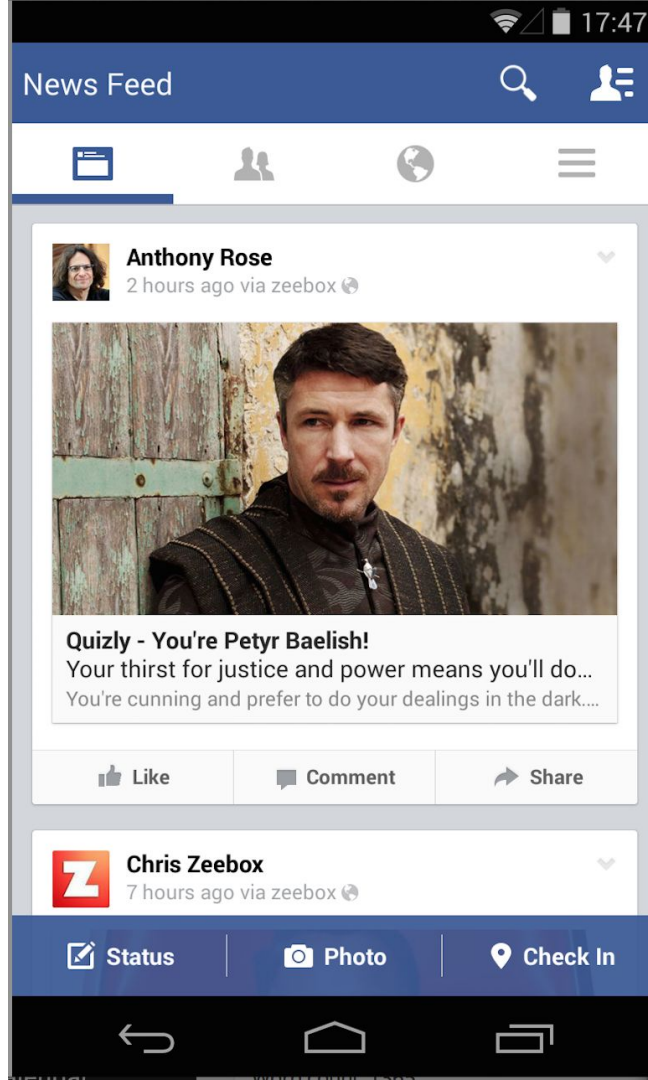 17:47
News Feed
Anthony Rose
2 hours ago via zeebox
Quizly - You're Petyr Baelish!
Your thirst for justice and power means you'll do...
You're cunning and prefer to do your dealings in the dark....
Like Comment Share
Z
Chris Zeebox
7 hours ago via zeebox
Status Photo Check In